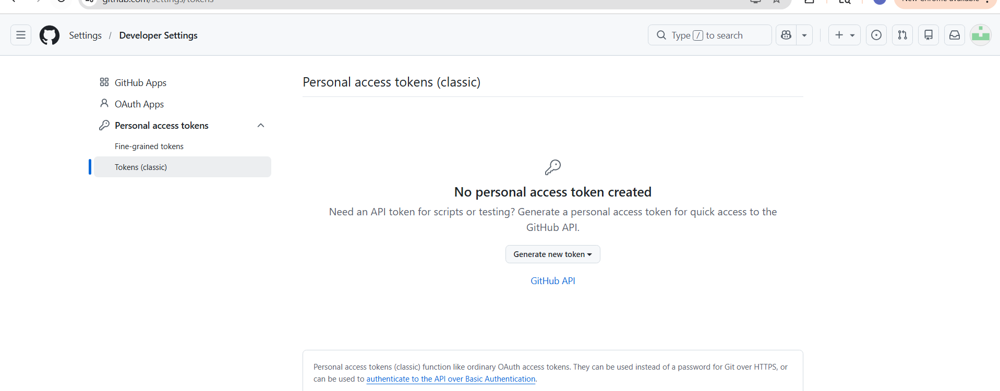 github.com/settings/tokens
New Chrome available
Settings / Developer Settings
Type / to search
GitHub Apps
OAuth Apps
Personal access tokens
Fine-grained tokens
Tokens (classic)
Personal access tokens (classic)
No personal access token created
Need an API token for scripts or testing? Generate a personal access token for quick access to the
GitHub API.
Generate new token
GitHub API
Personal access tokens (classic) function like ordinary OAuth access tokens. They can be used instead of a password for Git over HTTPS, or
can be used to authenticate to the API over Basic Authentication.